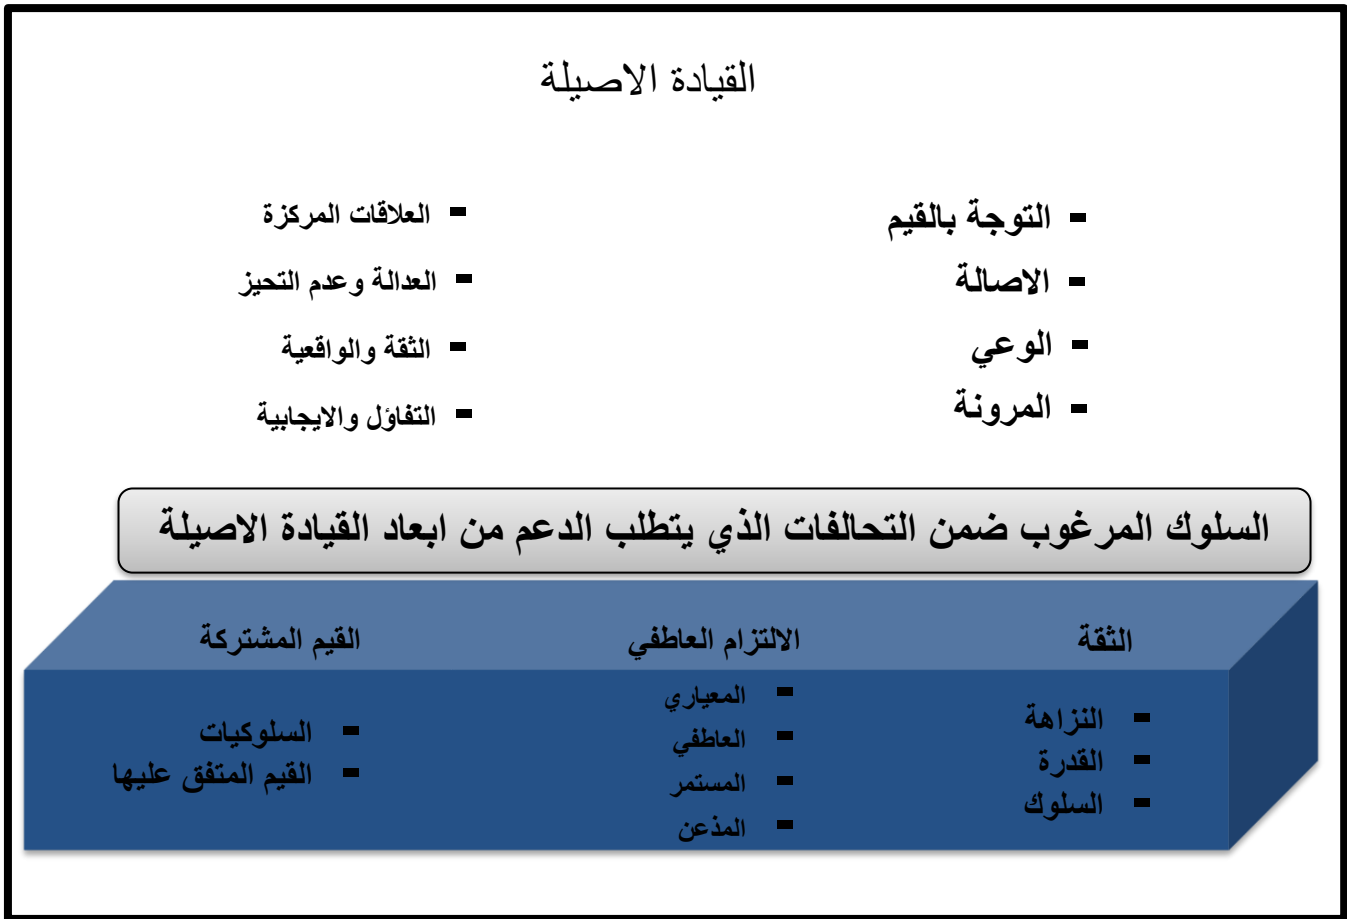 القيادة الاصيلة
- التوجة بالقيم
- الاصالة
- الوعي
- المرونة
- العلاقات المركزة
- العدالة وعدم التحيز
- الثقة والواقعية
- التفاؤل والايجابية
السلوك المرغوب ضمن التحالفات الذي يتطلب الدعم من ابعاد القيادة الاصيلة
الثقة
- النزاهة
- القدرة
- السلوك
الالتزام العاطفي
- المعياري
- العاطفي
- المستمر
- المذعن
القيم المشتركة
- السلوكيات
- القيم المتفق عليها